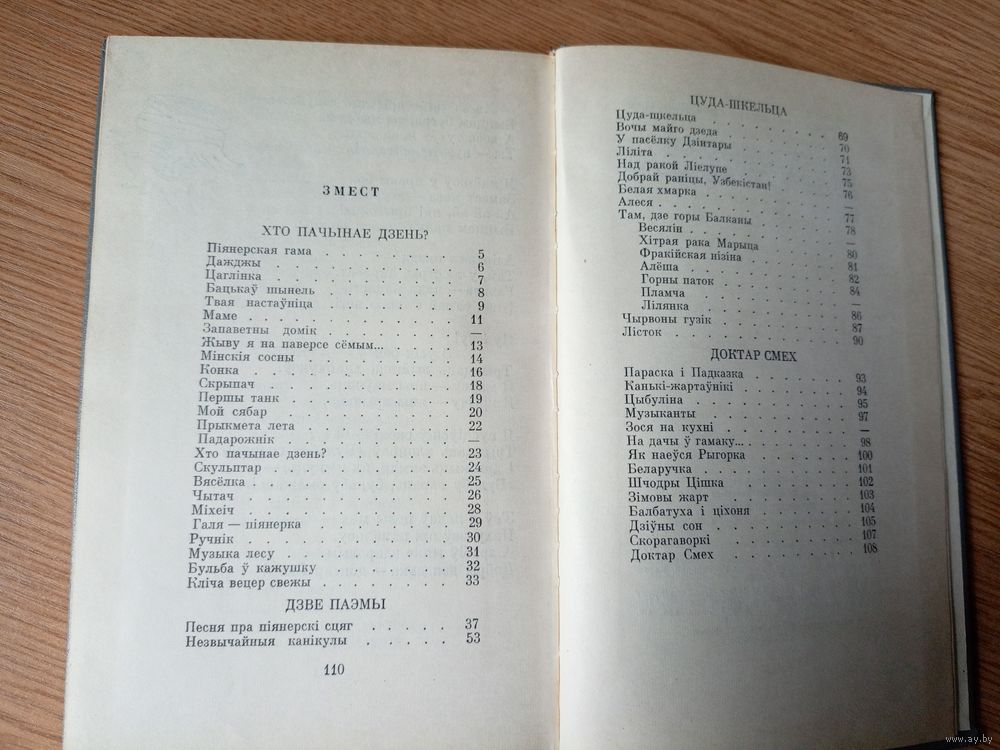 ЗМЕСТ
ХТО ПАЧЫНАЕ ДЗЕНЬ?
Піянерская гама . . . . . . . . . 5
Дажджы . . . . . . . . . . . 6
Цаглінка . . . . . . . . . . . 7
Бацькаў шынель . . . . . . . . . 8
Твая настаўніца . . . . . . . . . 9
Маме . . . . . . . . . . . . 11
Запаветны домік . . . . . . . . . —
Жыву я на паверсе сёмым... . . . . . . 13
Мінскія сосны . . . . . . . . . . 14
Конка . . . . . . . . . . . . 16
Скрыпач . . . . . . . . . . . 18
Першы танк . . . . . . . . . . 19
Мой сябар . . . . . . . . . . . 20
Прыкмета лета . . . . . . . . . . 22
Падарожнік . . . . . . . . . . . —
Хто пачынае дзень? . . . . . . . . 23
Скульптар . . . . . . . . . . . 24
Вясёлка . . . . . . . . . . . . 25
Чытач . . . . . . . . . . . . 26
Міхеіч . . . . . . . . . . . . 28
Галя — піянерка . . . . . . . . . 29
Ручнік . . . . . . . . . . . . 30
Музыка лесу . . . . . . . . . . 31
Бульба ў кажушку . . . . . . . . . 32
Кліча вецер свежы . . . . . . . . . 33
ДЗВЕ ПАЭМЫ
Песня пра піянерскі сцяг . . . . . . . 37
Незвычайныя канікулы . . . . . . . . 53
110
ЦУДА-ШКЕЛЬЦА
Цуда-шкельца . . . . . . . . . . 69
Вочы майго дзеда . . . . . . . . . 70
У пасёлку Дзінтары . . . . . . . . 71
Ліліта . . . . . . . . . . . . 73
Над ракой Ліелупе . . . . . . . . . 75
Добрай раніцы, Узбекістан! . . . . . . 76
Белая хмарка . . . . . . . . . . —
Алеся . . . . . . . . . . . . 77
Там, дзе горы Балканы . . . . . . . 78
Весялін . . . . . . . . . . . —
Хітрая рака Марыца . . . . . . . 80
Фракійская нізіна . . . . . . . . 81
Алёша . . . . . . . . . . . 82
Горны паток . . . . . . . . . 84
Пламча . . . . . . . . . . . —
Лілянка . . . . . . . . . . . 86
Чырвоны гузік . . . . . . . . . . 87
Лісток . . . . . . . . . . . . 90
ДОКТАР СМЕХ
Параска і Падказка . . . . . . . . 93
Канькі-жартаўнікі . . . . . . . . . 94
Цыбуліна . . . . . . . . . . . 95
Музыканты . . . . . . . . . . . 97
Зося на кухні . . . . . . . . . . —
На дачы ў гамаку... . . . . . . . . . 98
Як наеўся Рыгорка . . . . . . . . . 100
Беларучка . . . . . . . . . . . 101
Шчодры Цішка . . . . . . . . . . 102
Зімовы жарт . . . . . . . . . . 103
Балбатуха і ціхоня . . . . . . . . . 104
Дзіўны сон . . . . . . . . . . . 105
Скорагаворкі . . . . . . . . . . 107
Доктар Смех . . . . . . . . . . 108
www.ay.by